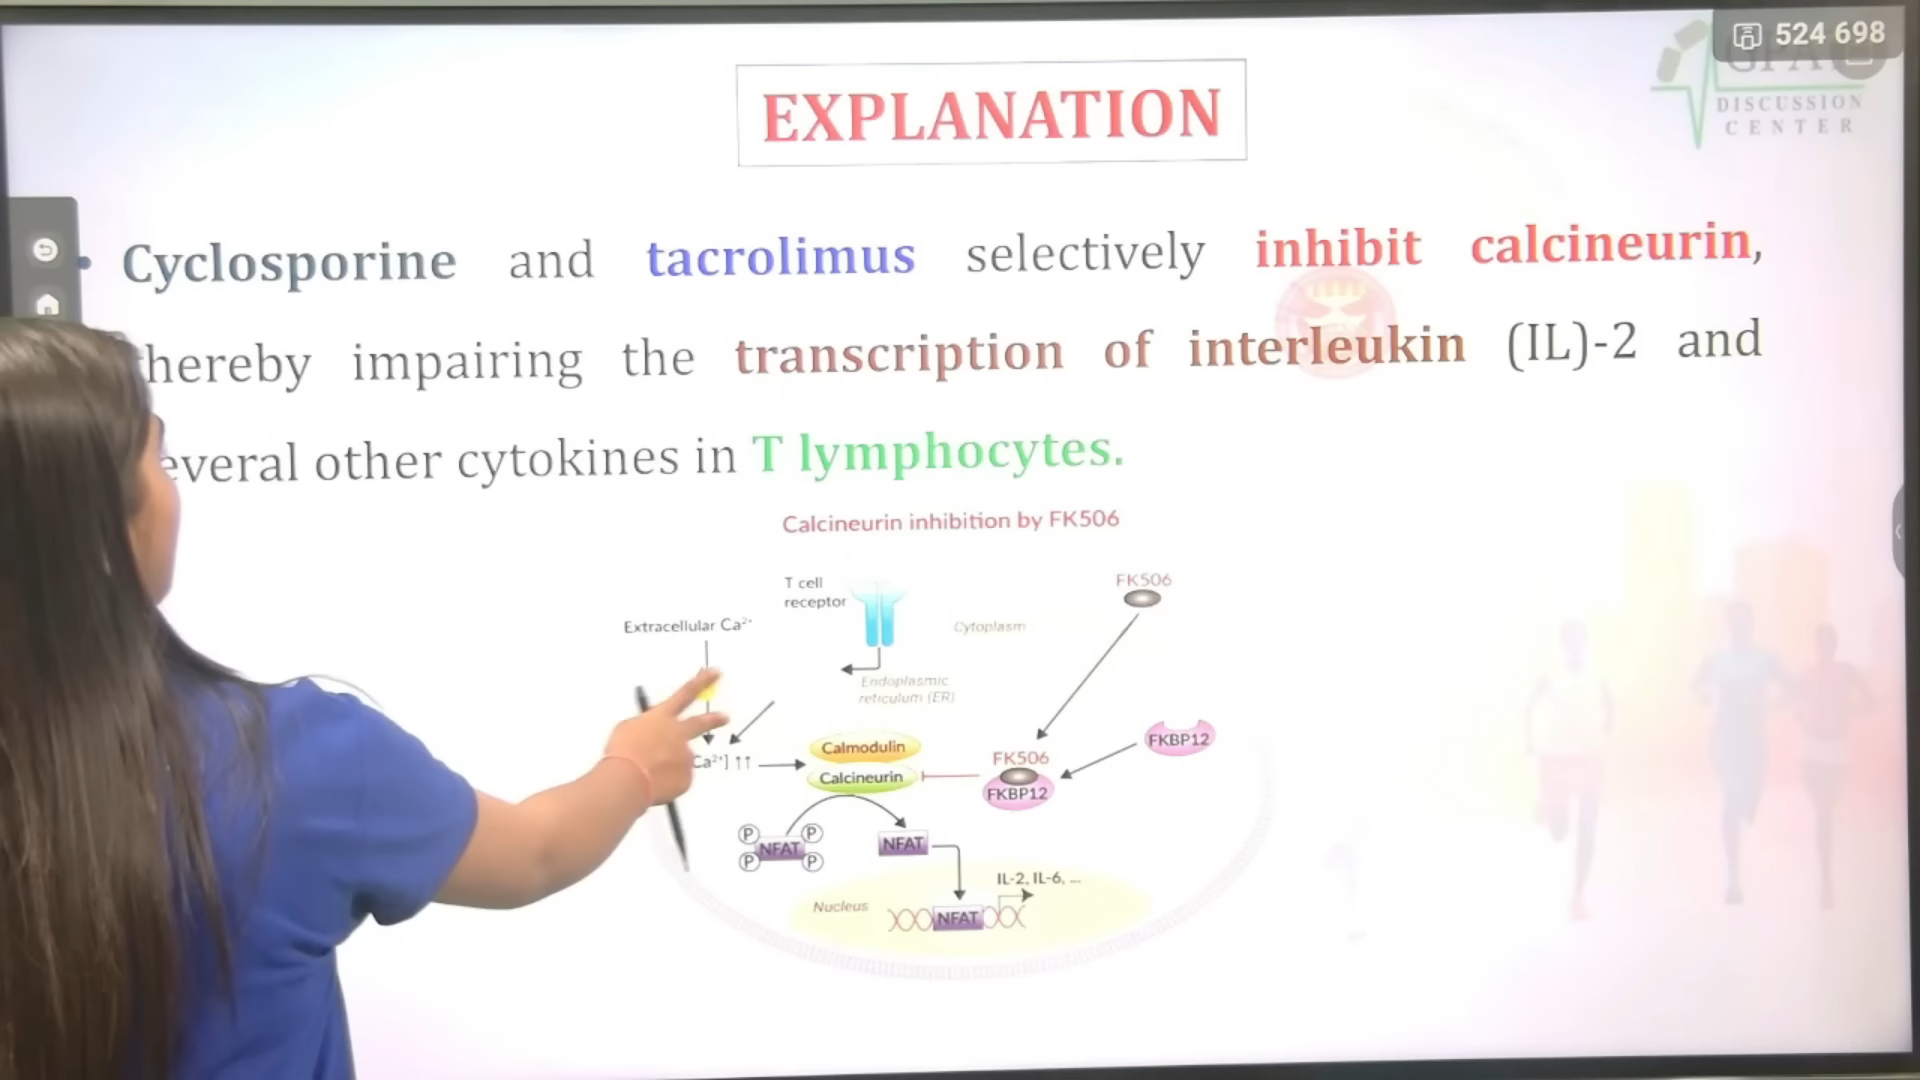 524 698
DISCUSSION
CENTER
EXPLANATION
Cyclosporine and tacrolimus selectively inhibit calcineurin,
hereby impairing the transcription of interleukin (IL)-2 and
everal other cytokines in T lymphocytes.
Calcineurin inhibition by FK506
T cell
receptor
FK506
Extracellular Ca²⁺
Cytoplasm
Endoplasmic
reticulum (ER)
FKBP12
Calmodulin
Ca²⁺] ↑↑
Calcineurin
FK506
FKBP12
P P
NFAT
P P
NFAT
IL-2, IL-6, ...
Nucleus
NFAT